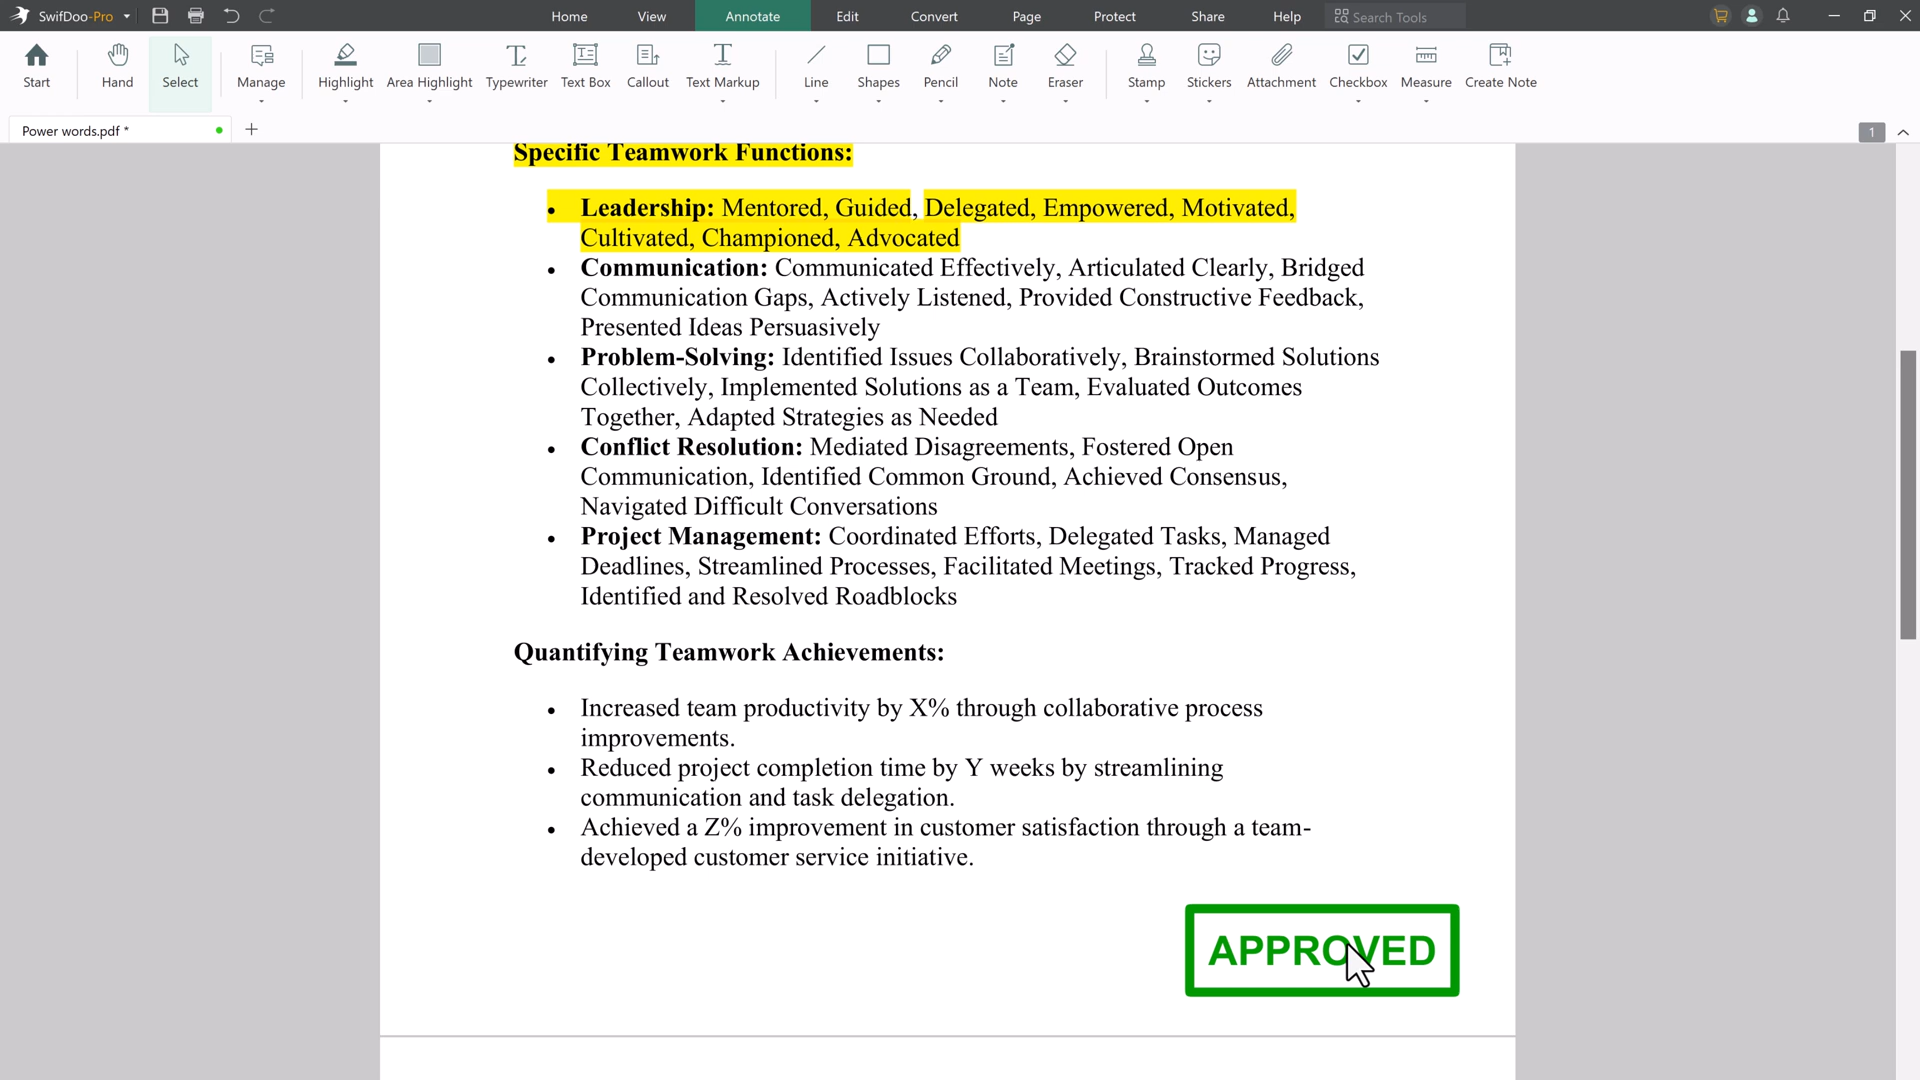 SwifDoo-Pro
Home View Annotate Edit Convert Page Protect Share Help Search Tools
Start Hand Select Manage Highlight Area Highlight Typewriter Text Box Callout Text Markup Line Shapes Pencil Note Eraser Stamp Stickers Attachment Checkbox Measure Create Note
Power words.pdf *
1
Specific Teamwork Functions:
• Leadership: Mentored, Guided, Delegated, Empowered, Motivated,
Cultivated, Championed, Advocated
• Communication: Communicated Effectively, Articulated Clearly, Bridged
Communication Gaps, Actively Listened, Provided Constructive Feedback,
Presented Ideas Persuasively
• Problem-Solving: Identified Issues Collaboratively, Brainstormed Solutions
Collectively, Implemented Solutions as a Team, Evaluated Outcomes
Together, Adapted Strategies as Needed
• Conflict Resolution: Mediated Disagreements, Fostered Open
Communication, Identified Common Ground, Achieved Consensus,
Navigated Difficult Conversations
• Project Management: Coordinated Efforts, Delegated Tasks, Managed
Deadlines, Streamlined Processes, Facilitated Meetings, Tracked Progress,
Identified and Resolved Roadblocks
Quantifying Teamwork Achievements:
• Increased team productivity by X% through collaborative process
improvements.
• Reduced project completion time by Y weeks by streamlining
communication and task delegation.
• Achieved a Z% improvement in customer satisfaction through a team-
developed customer service initiative.
APPROVED